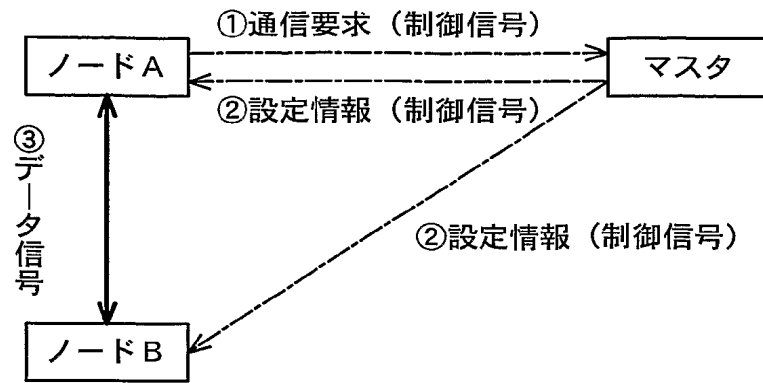 ①通信要求（制御信号）
ノードA
マスタ
②設定情報（制御信号）
③データ信号
②設定情報（制御信号）
ノードB